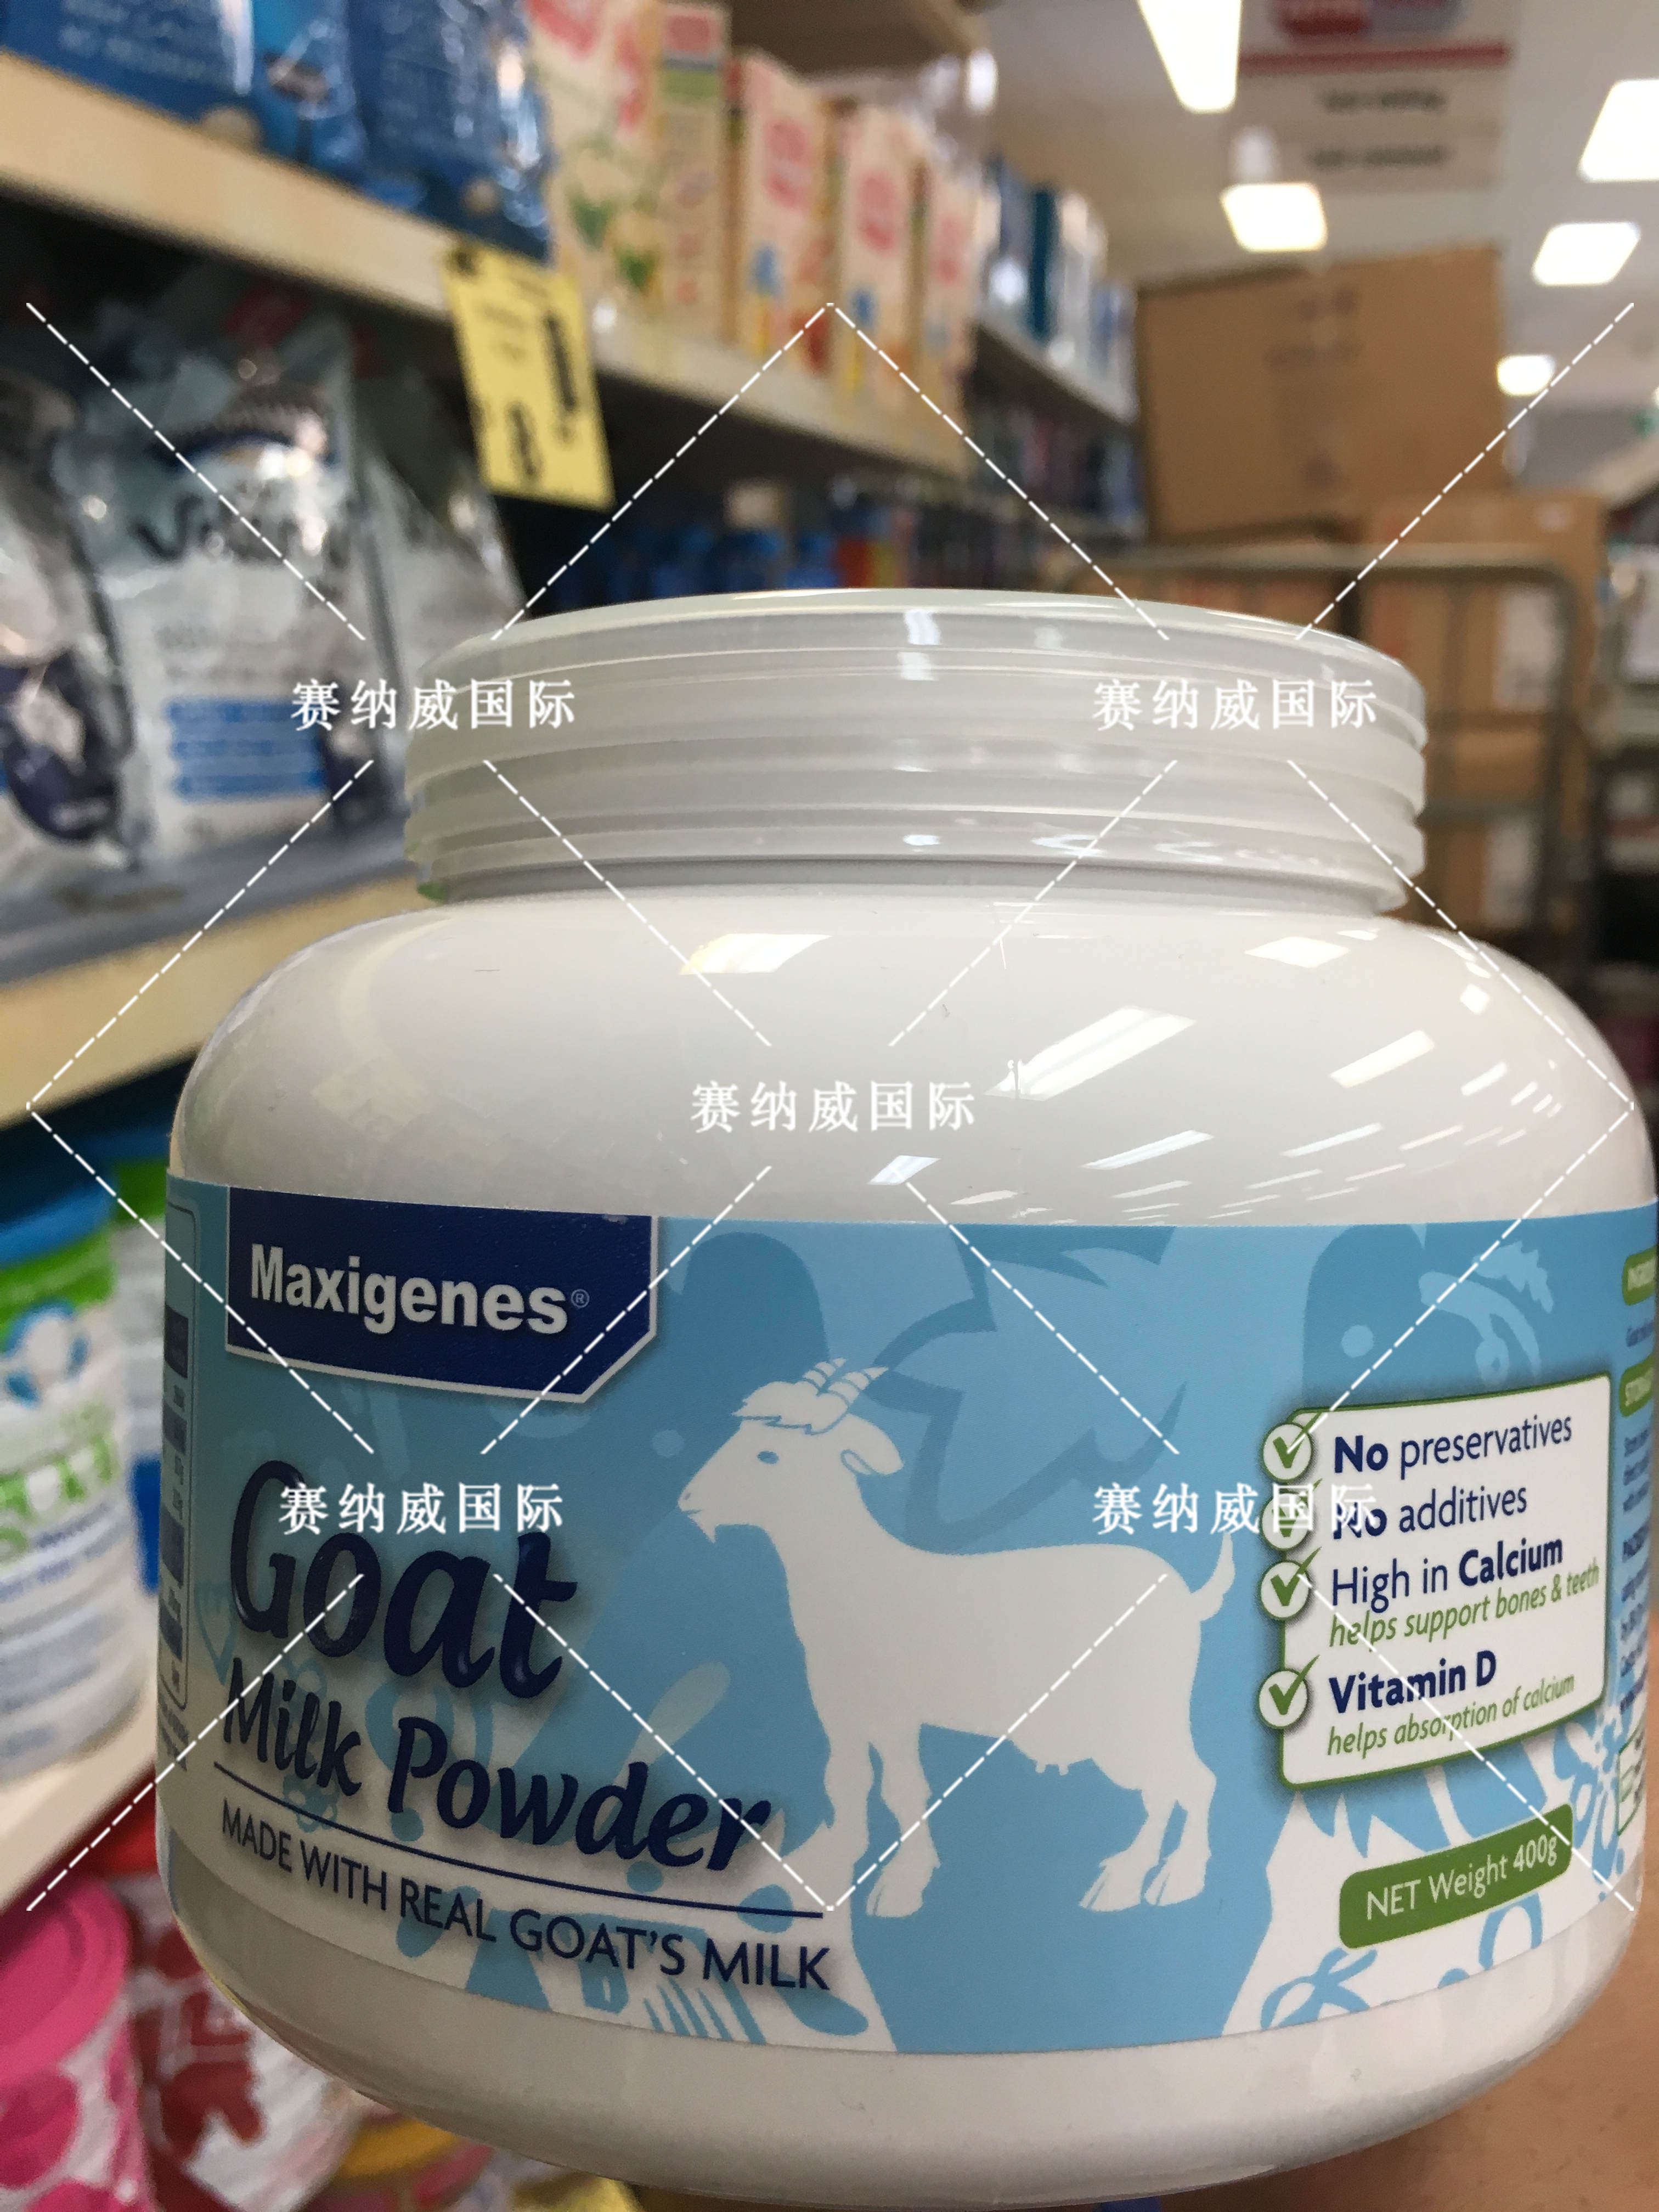 赛纳威国际
赛纳威国际
赛纳威国际
Maxigenes®
No preservatives
赛纳威国际
赛纳威国际
No additives
Goat
High in Calcium
helps support bones & teeth
Milk Powder
Vitamin D
helps absorption of calcium
MADE WITH REAL GOAT'S MILK
NET Weight 400g